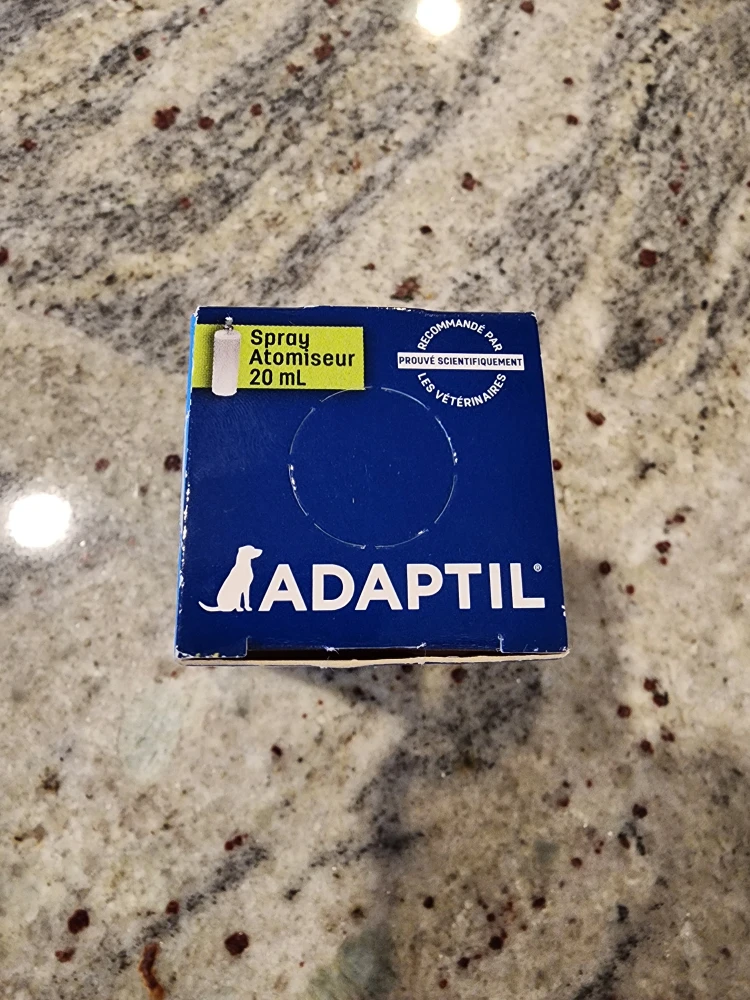 Spray
Atomiseur
20 mL
RECOMMANDÉ PAR
PROUVÉ SCIENTIFIQUEMENT
LES VÉTÉRINAIRES
ADAPTIL®